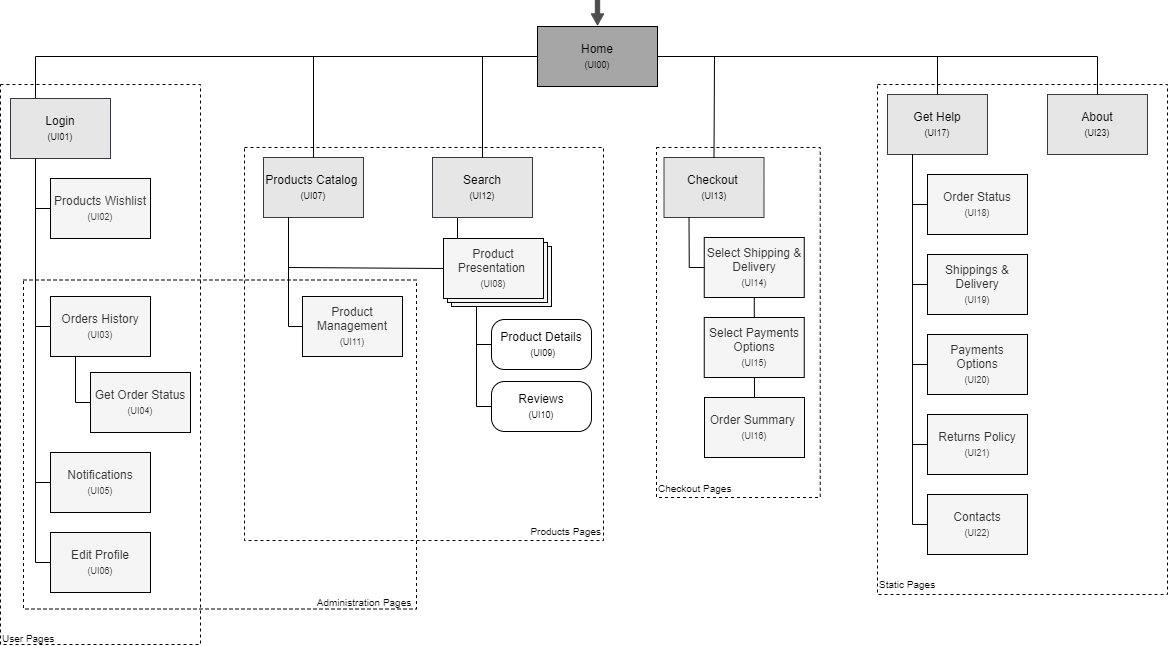 Home
(UI00)
Login
(UI01)
Products Wishlist
(UI02)
Orders History
(UI03)
Get Order Status
(UI04)
Notifications
(UI05)
Edit Profile
(UI06)
User Pages
Administration Pages
Products Catalog
(UI07)
Search
(UI12)
Product
Presentation
(UI08)
Product
Management
(UI11)
Product Details
(UI09)
Reviews
(UI10)
Products Pages
Checkout
(UI13)
Select Shipping &
Delivery
(UI14)
Select Payments
Options
(UI15)
Order Summary
(UI16)
Checkout Pages
Get Help
(UI17)
About
(UI23)
Order Status
(UI18)
Shippings &
Delivery
(UI19)
Payments
Options
(UI20)
Returns Policy
(UI21)
Contacts
(UI22)
Static Pages